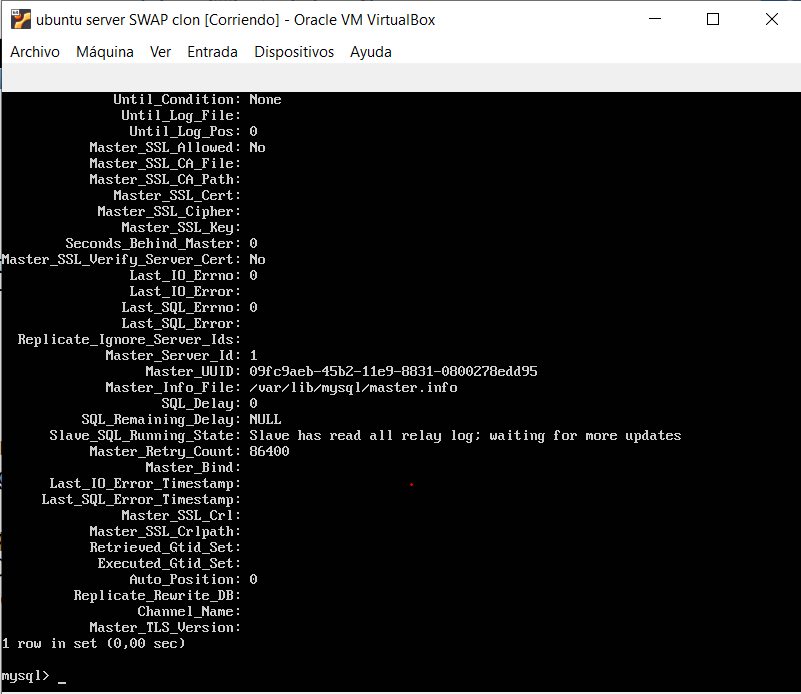 ubuntu server SWAP clon [Corriendo] - Oracle VM VirtualBox
Archivo Máquina Ver Entrada Dispositivos Ayuda
Until_Condition: None
Until_Log_File:
Until_Log_Pos: 0
Master_SSL_Allowed: No
Master_SSL_CA_File:
Master_SSL_CA_Path:
Master_SSL_Cert:
Master_SSL_Cipher:
Master_SSL_Key:
Seconds_Behind_Master: 0
Master_SSL_Verify_Server_Cert: No
Last_IO_Errno: 0
Last_IO_Error:
Last_SQL_Errno: 0
Last_SQL_Error:
Replicate_Ignore_Server_Ids:
Master_Server_Id: 1
Master_UUID: 09fc9aeb-45b2-11e9-8831-0800278edd95
Master_Info_File: /var/lib/mysql/master.info
SQL_Delay: 0
SQL_Remaining_Delay: NULL
Slave_SQL_Running_State: Slave has read all relay log; waiting for more updates
Master_Retry_Count: 86400
Master_Bind:
Last_IO_Error_Timestamp:
Last_SQL_Error_Timestamp:
Master_SSL_Crl:
Master_SSL_Crlpath:
Retrieved_Gtid_Set:
Executed_Gtid_Set:
Auto_Position: 0
Replicate_Rewrite_DB:
Channel_Name:
Master_TLS_Version:
1 row in set (0,00 sec)
mysql> _